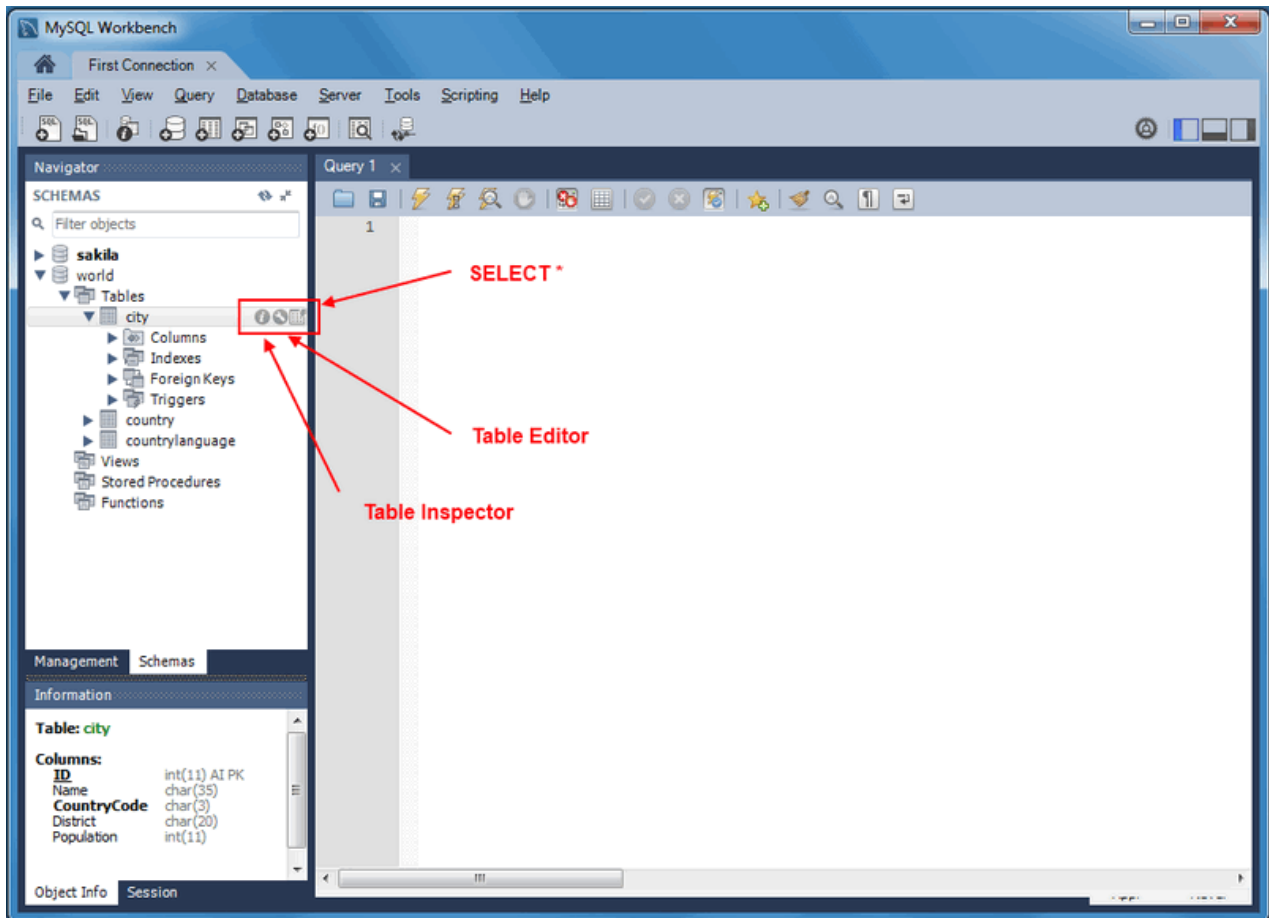 MySQL Workbench
First Connection
File Edit View Query Database Server Tools Scripting Help
Navigator
SCHEMAS
Filter objects
sakila
world
Tables
city
Columns
Indexes
Foreign Keys
Triggers
country
countrylanguage
Views
Stored Procedures
Functions
Management Schemas
Information
Table: city
Columns:
ID int(11) AI PK
Name char(35)
CountryCode char(3)
District char(20)
Population int(11)
Object Info Session
Query 1
1
SELECT *
Table Editor
Table Inspector